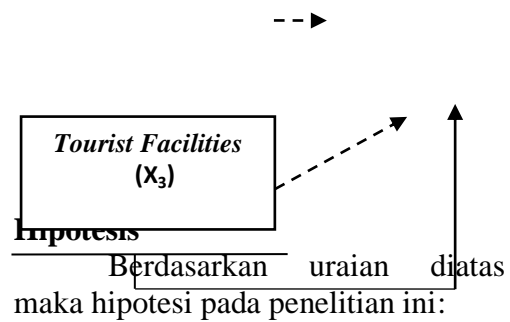 Tourist Facilities
(X₃)
Hipotesis
Berdasarkan uraian diatas
maka hipotesi pada penelitian ini: